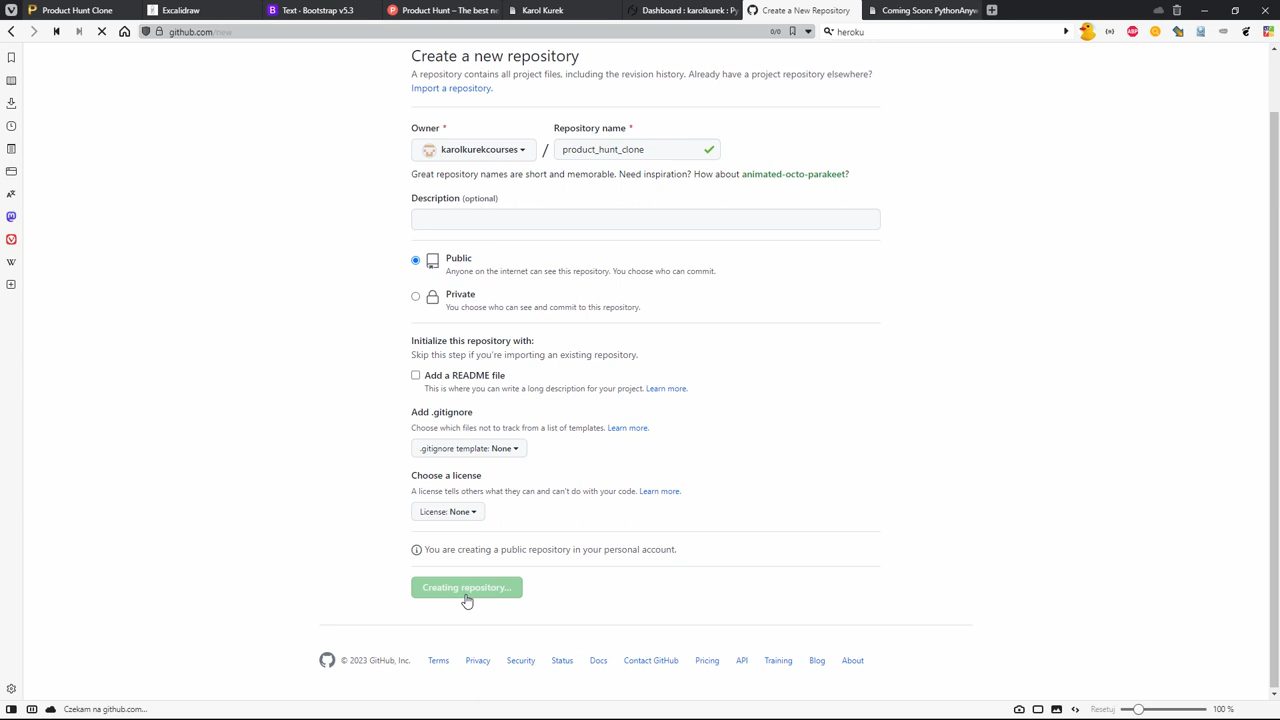 Product Hunt Clone
Excalidraw
Text · Bootstrap v5.3
Product Hunt – The best ne
Karol Kurek
Dashboard : karolkurek : Py
Create a New Repository
Coming Soon: PythonAnyw
github.com/new
0/0
heroku
Create a new repository
A repository contains all project files, including the revision history. Already have a project repository elsewhere?
Import a repository.
Owner *
Repository name *
karolkurekcourses
/
product_hunt_clone
Great repository names are short and memorable. Need inspiration? How about animated-octo-parakeet?
Description (optional)
Public
Anyone on the internet can see this repository. You choose who can commit.
Private
You choose who can see and commit to this repository.
Initialize this repository with:
Skip this step if you're importing an existing repository.
Add a README file
This is where you can write a long description for your project. Learn more.
Add .gitignore
Choose which files not to track from a list of templates. Learn more.
.gitignore template: None
Choose a license
A license tells others what they can and can't do with your code. Learn more.
License: None
You are creating a public repository in your personal account.
Creating repository...
© 2023 GitHub, Inc.
Terms
Privacy
Security
Status
Docs
Contact GitHub
Pricing
API
Training
Blog
About
Czekam na github.com...
Resetuj
100 %